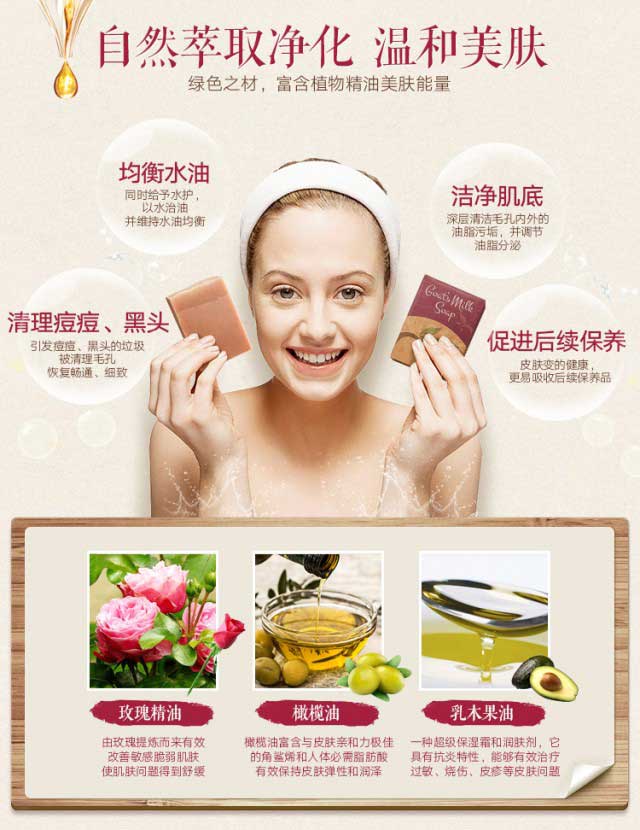 自然萃取净化 温和美肤
绿色之材，富含植物精油美肤能量
均衡水油
同时给予水护，
以水治油
并维持水油均衡
洁净肌底
深层清洁毛孔内外的
油脂污垢，并调节
油脂分泌
清理痘痘、黑头
引发痘痘、黑头的垃圾
被清理毛孔
恢复畅通、细致
Goat's Milk
Soap
促进后续保养
皮肤变的健康，
更易吸收后续保养品
玫瑰精油
由玫瑰提炼而来有效
改善敏感脆弱肌肤
使肌肤问题得到舒缓
橄榄油
橄榄油富含与皮肤亲和力极佳
的角鲨烯和人体必需脂肪酸
有效保持皮肤弹性和润泽
乳木果油
一种超级保湿霜和润肤剂，它
具有抗炎特性，能够有效治疗
过敏、烧伤、皮疹等皮肤问题